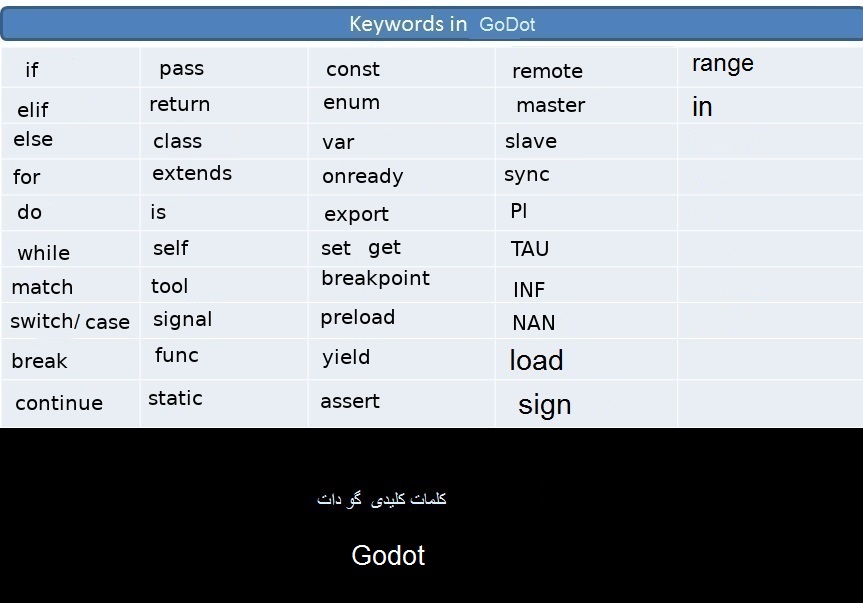 Keywords in GoDot
if pass const remote range
elif return enum master in
else class var slave
for extends onready sync
do is export PI
while self set get TAU
match tool breakpoint INF
switch/ case signal preload NAN
break func yield load
continue static assert sign
کلمات کلیدی گو دات
Godot